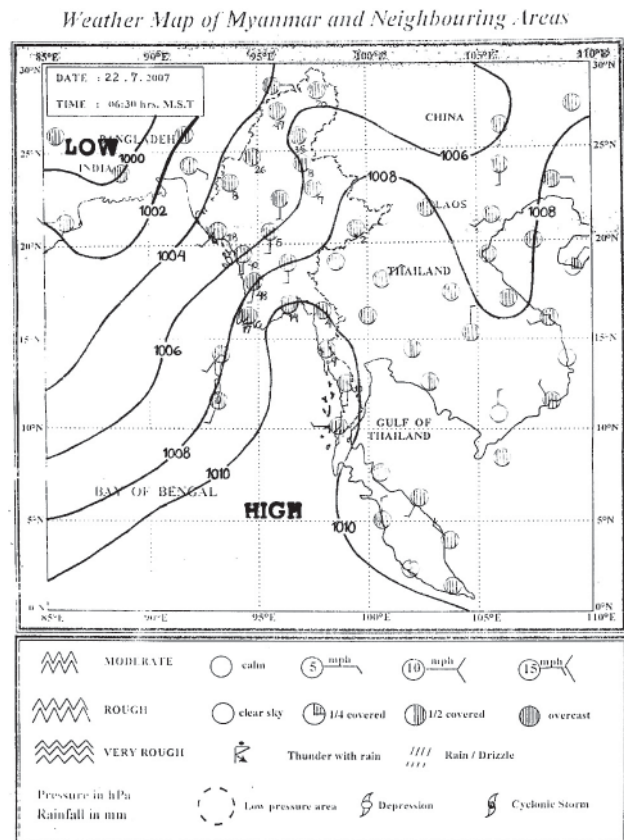 Weather Map of Myanmar and Neighbouring Areas
85°E 90°E 95°E 100°E 105°E 110°E
30°N 30°N
DATE : 22.7.2007
TIME : 06:30 hrs. M.S.T
CHINA
BANGLADEH
LOW
1000
INDIA
1006
25°N 25°N
1008
1002
LAOS
1008
1004
20°N 20°N
THAILAND
15°N 15°N
1006
10°N 10°N
GULF OF
THAILAND
1008
1010
BAY OF BENGAL
HIGH
1010
5°N 5°N
0°N 0°N
85°E 90°E 95°E 100°E 105°E 110°E
MODERATE calm 5 mph 10 mph 15 mph
ROUGH clear sky 1/4 covered 1/2 covered overcast
VERY ROUGH Thunder with rain Rain / Drizzle
Pressure in hPa
Rainfall in mm Low pressure area Depression Cyclonic Storm